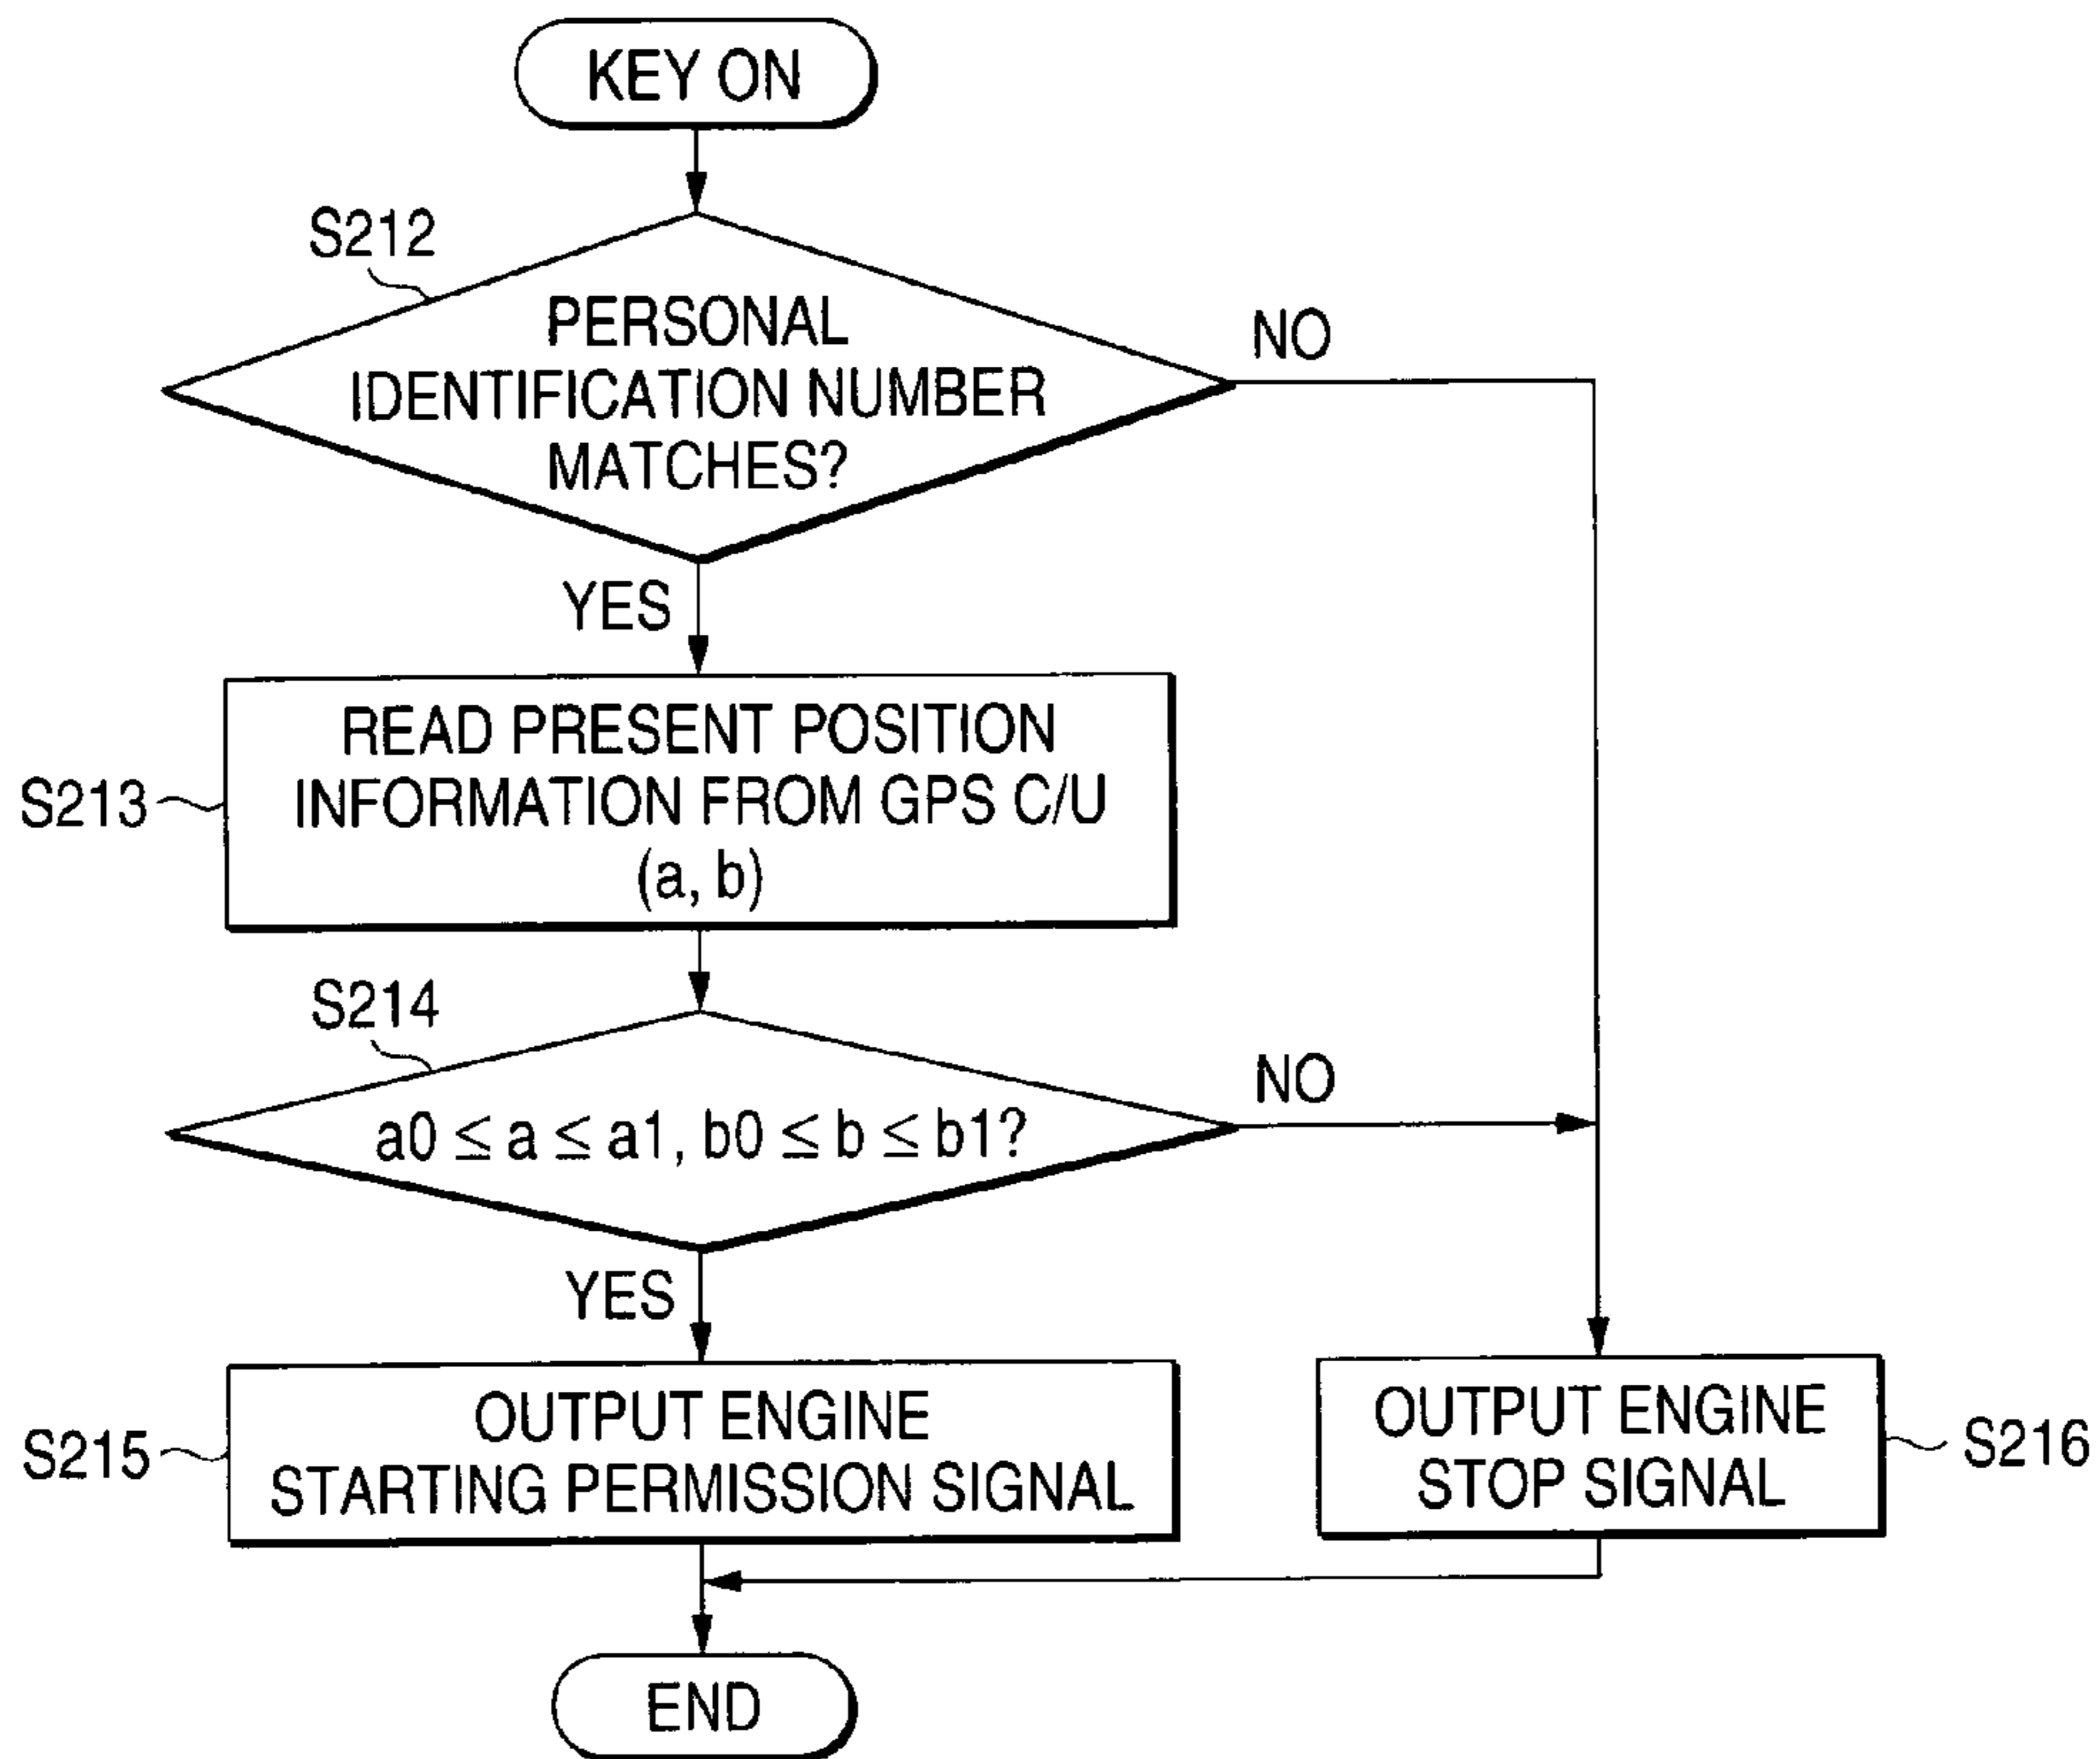 KEY ON
S212
PERSONAL
IDENTIFICATION NUMBER
MATCHES?
NO
YES
READ PRESENT POSITION
INFORMATION FROM GPS C/U
(a, b)
S213
S214
a0 ≤ a ≤ a1, b0 ≤ b ≤ b1?
NO
YES
OUTPUT ENGINE
STARTING PERMISSION SIGNAL
S215
OUTPUT ENGINE
STOP SIGNAL
S216
END